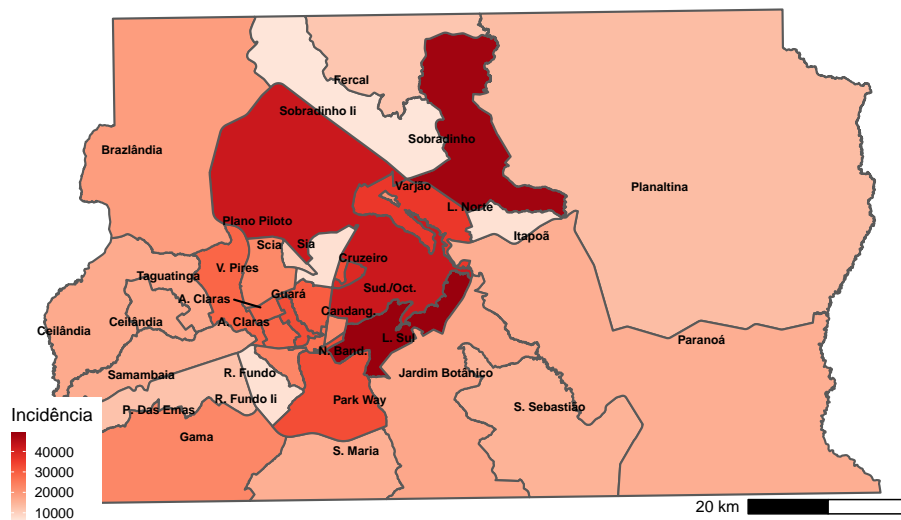 Fercal
Sobradinho Ii
Sobradinho
Brazlândia
Varjão
Planaltina
L. Norte
Plano Piloto
Itapoã
Scia
Sia
Cruzeiro
V. Pires
Taguatinga
Sud./Oct.
Guará
A. Claras
Candang.
Ceilândia
Ceilândia
A. Claras
L. Sul
Paranoá
N. Band.
Samambaia
R. Fundo
Jardim Botânico
R. Fundo Ii
Park Way
P. Das Emas
S. Sebastião
Gama
S. Maria
Incidência
40000
30000
20000
10000
20 km